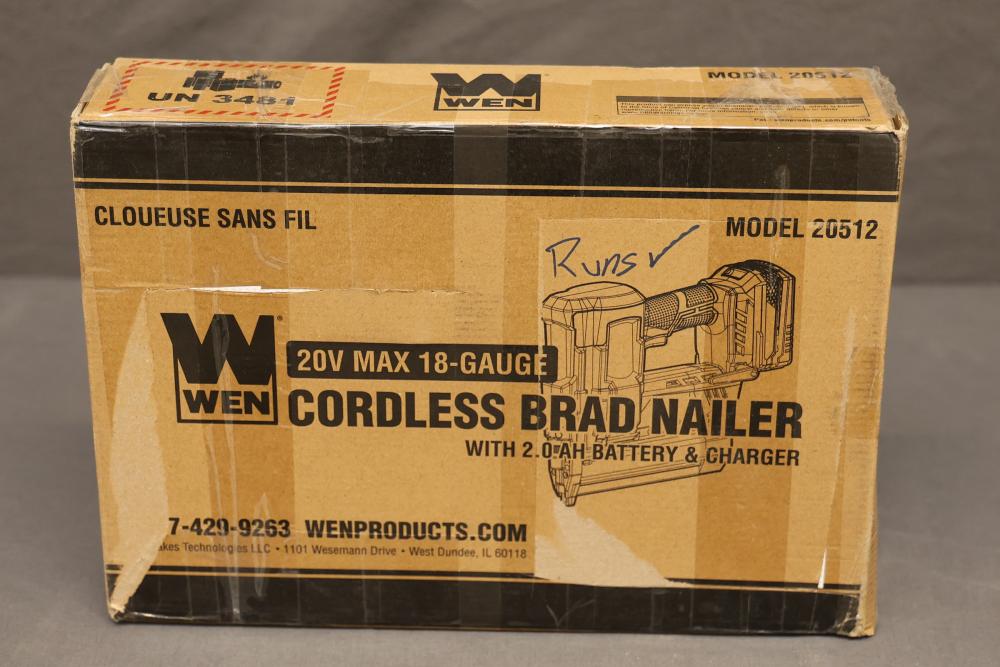 UN 3481
WEN
MODEL 20512
CLOUEUSE SANS FIL
MODEL 20512
Runs ✓
WEN
20V MAX 18-GAUGE
CORDLESS BRAD NAILER
WITH 2.0 AH BATTERY & CHARGER
7-429-9263 WENPRODUCTS.COM
akes Technologies LLC • 1101 Wesemann Drive • West Dundee, IL 60118